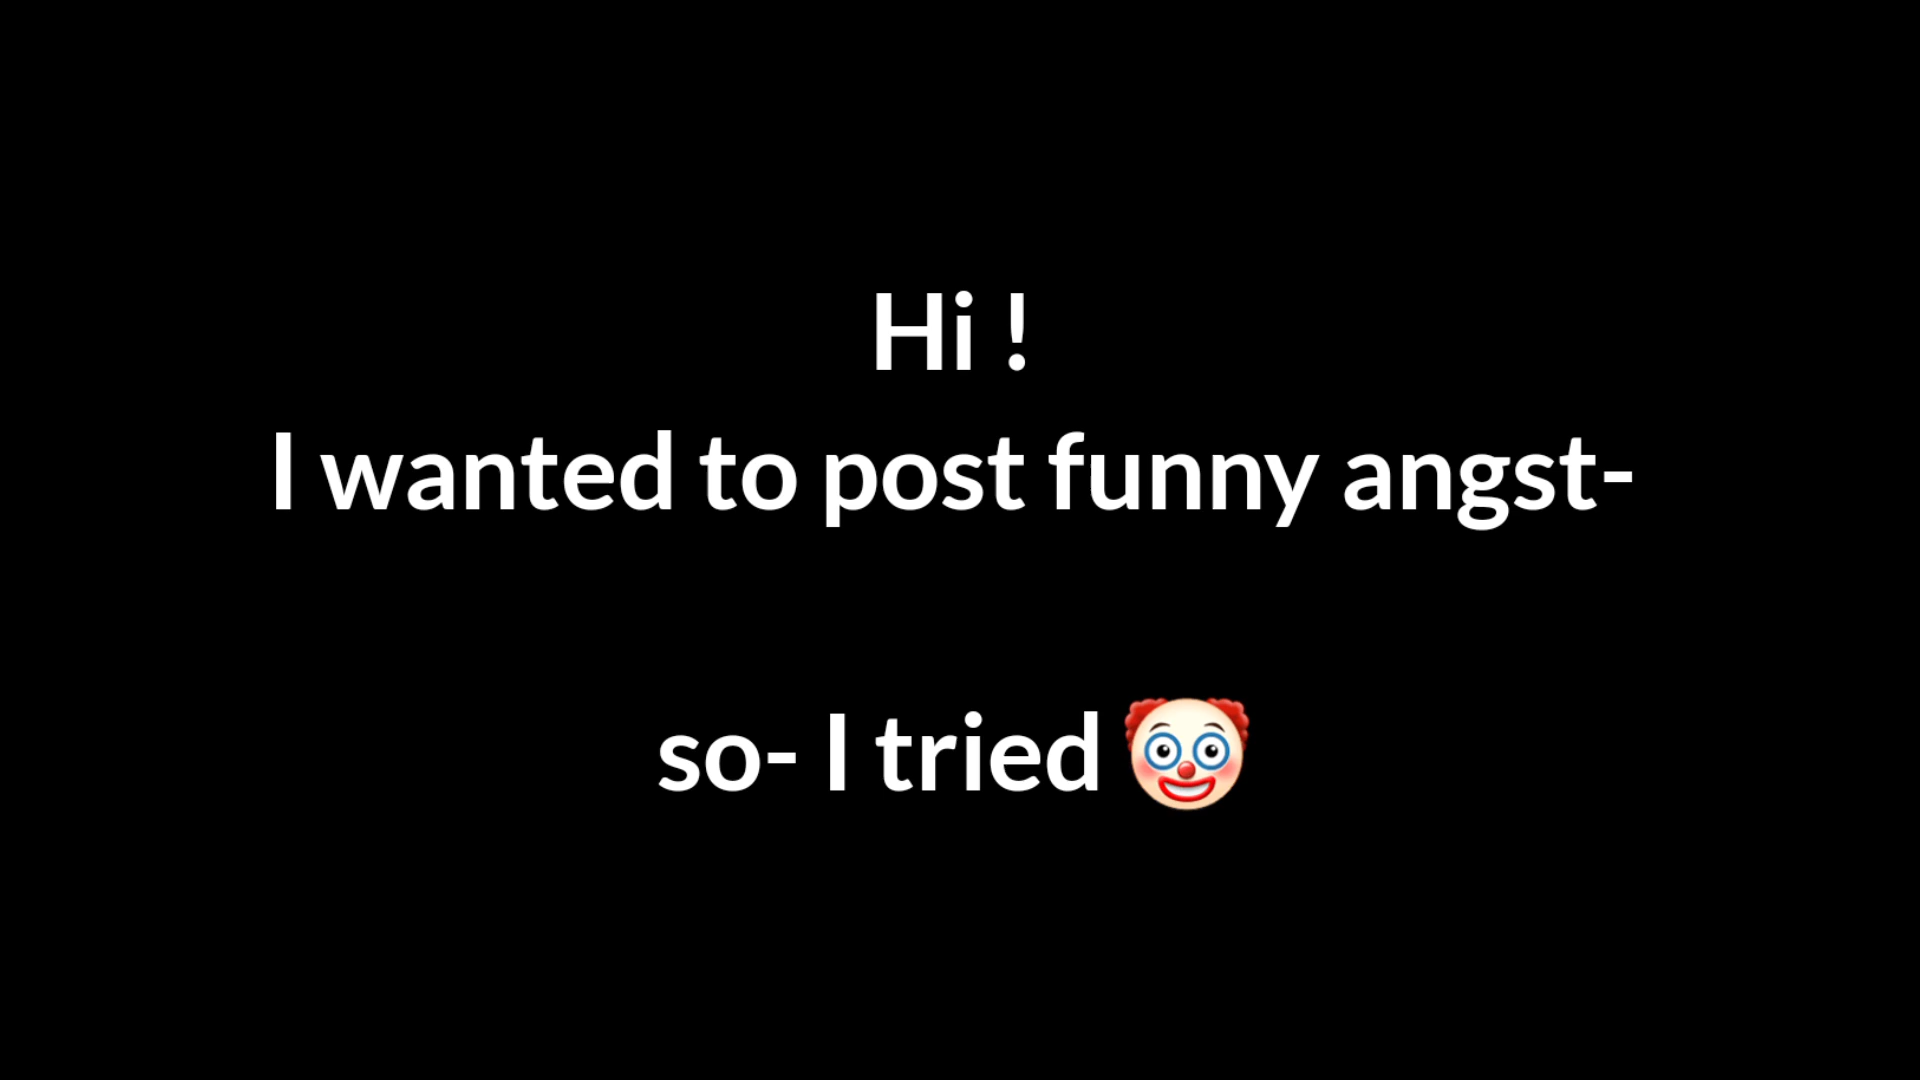 Hi !
I wanted to post funny angst-
so- I tried 🤡